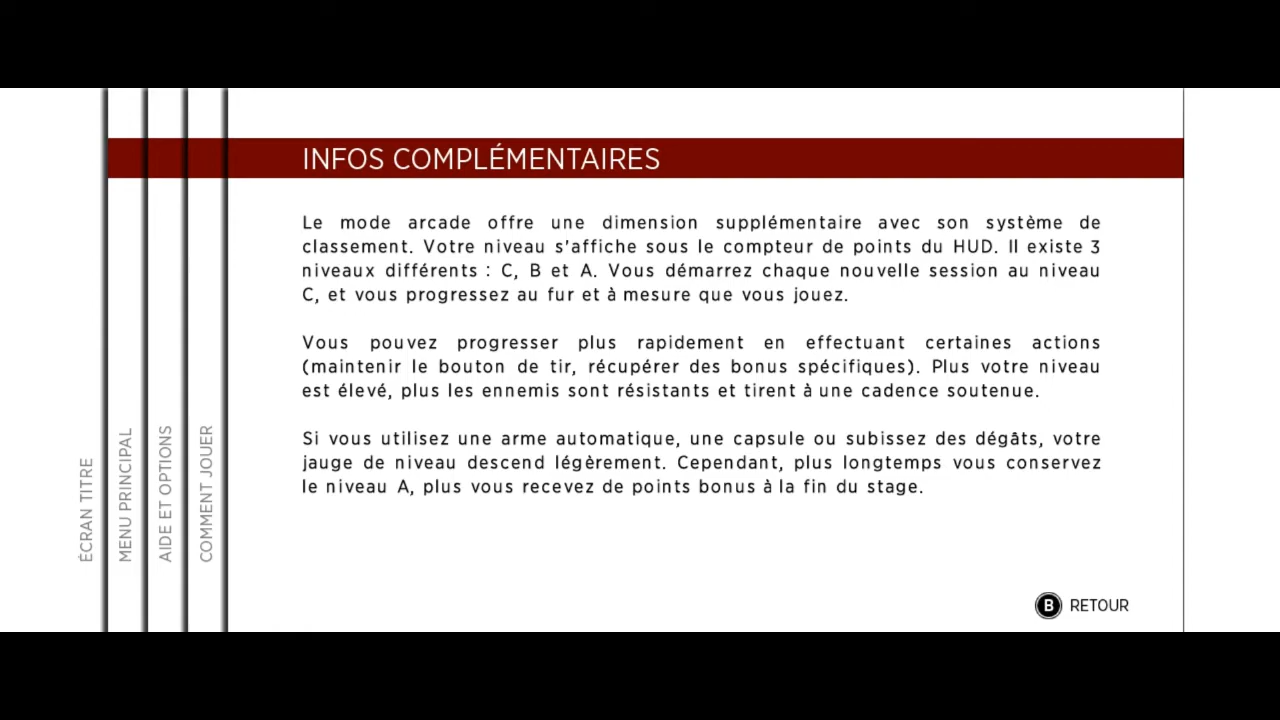 INFOS COMPLÉMENTAIRES
Le mode arcade offre une dimension supplémentaire avec son système de
classement. Votre niveau s'affiche sous le compteur de points du HUD. Il existe 3
niveaux différents : C, B et A. Vous démarrez chaque nouvelle session au niveau
C, et vous progressez au fur et à mesure que vous jouez.
Vous pouvez progresser plus rapidement en effectuant certaines actions
(maintenir le bouton de tir, récupérer des bonus spécifiques). Plus votre niveau
est élevé, plus les ennemis sont résistants et tirent à une cadence soutenue.
Si vous utilisez une arme automatique, une capsule ou subissez des dégâts, votre
jauge de niveau descend légèrement. Cependant, plus longtemps vous conservez
le niveau A, plus vous recevez de points bonus à la fin du stage.
ÉCRAN TITRE
MENU PRINCIPAL
AIDE ET OPTIONS
COMMENT JOUER
B RETOUR